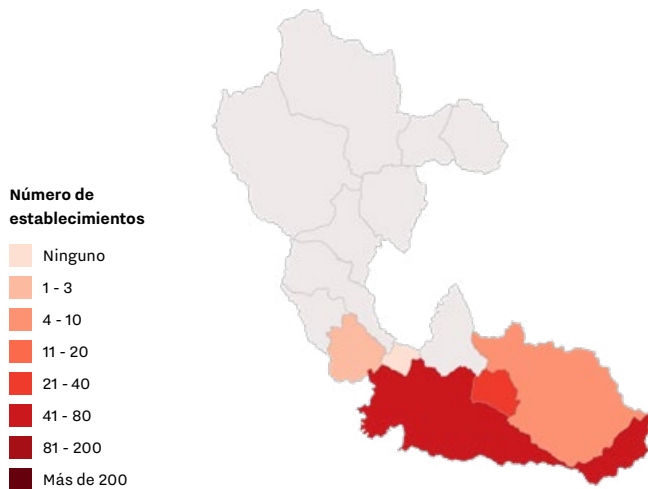 Número de
establecimientos
Ninguno
1 - 3
4 - 10
11 - 20
21 - 40
41 - 80
81 - 200
Más de 200